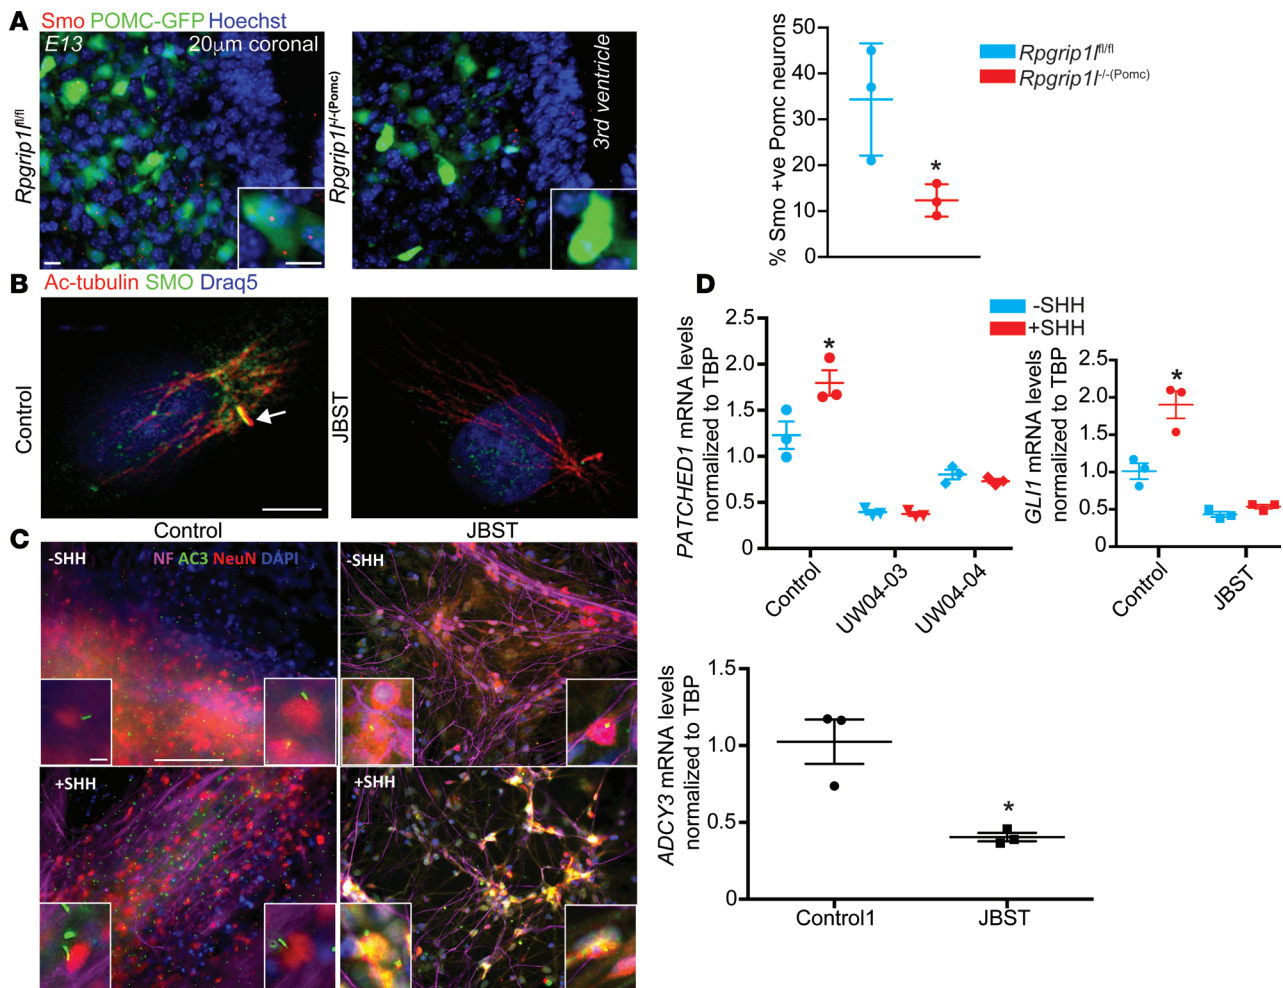 A
Smo POMC-GFP Hoechst
E13
20µm coronal
Rpgrip1l^fl/fl
Rpgrip1l^-/-(Pomc)
3rd ventricle
50
40
30
20
10
0
% Smo +ve Pomc neurons
*
Rpgrip1l^fl/fl
Rpgrip1l^-/-(Pomc)
B
Ac-tubulin SMO Draq5
Control
JBST
C
Control
JBST
-SHH
NF AC3 NeuN DAPI
-SHH
+SHH
+SHH
D
-SHH
+SHH
PATCHED1 mRNA levels
normalized to TBP
2.5
2.0
1.5
1.0
0.5
0
*
Control
UW04-03
UW04-04
GLI1 mRNA levels
normalized to TBP
2.5
2.0
1.5
1.0
0.5
0
*
Control
JBST
ADCY3 mRNA levels
normalized to TBP
1.5
1.0
0.5
0
*
Control1
JBST